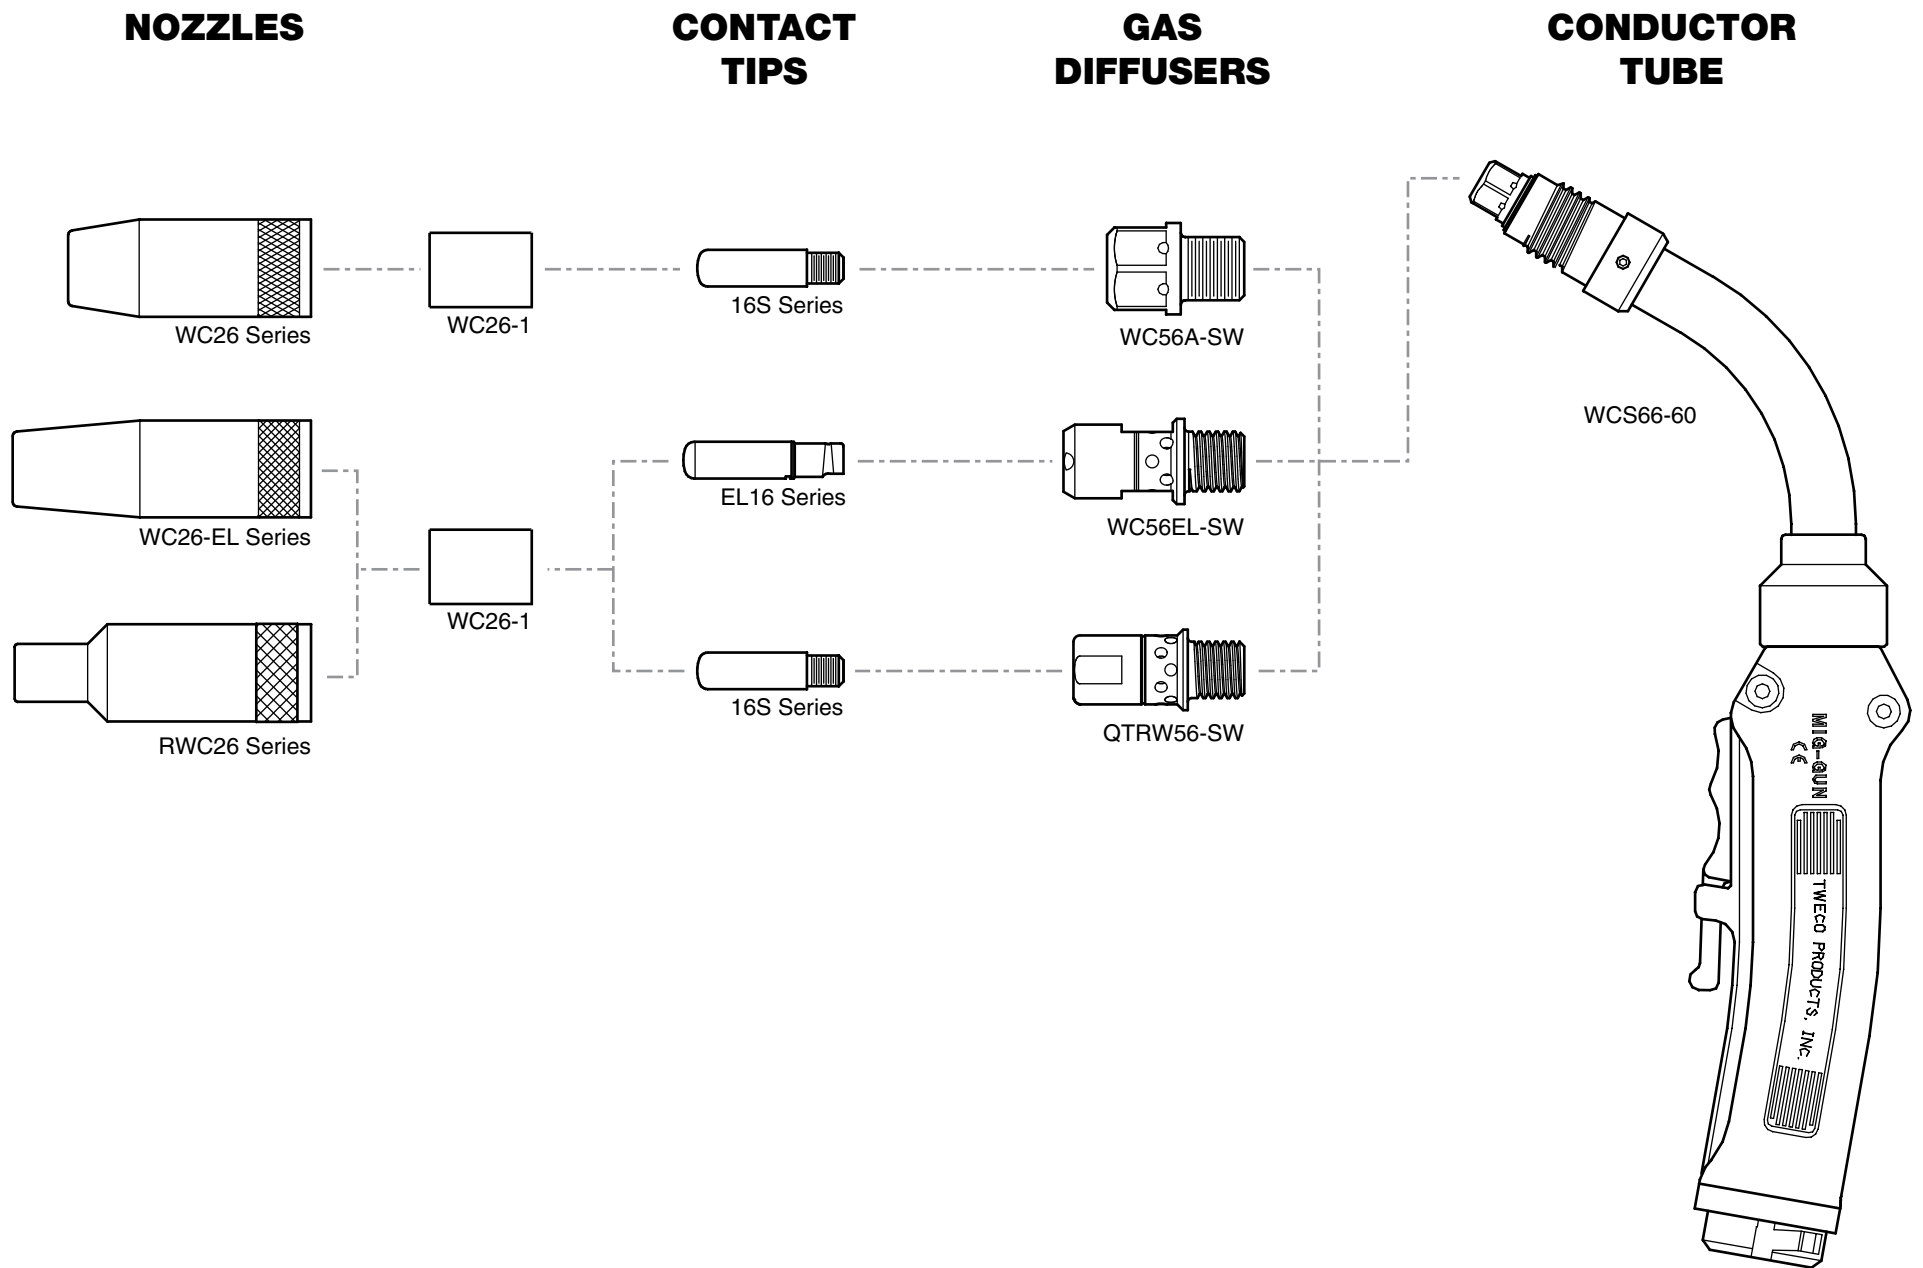 NOZZLES
CONTACT
TIPS
GAS
DIFFUSERS
CONDUCTOR
TUBE
WC26 Series
WC26-1
16S Series
WC56A-SW
WCS66-60
WC26-EL Series
EL16 Series
WC56EL-SW
WC26-1
RWC26 Series
16S Series
QTRW56-SW
MIG-GUN
CE
TWECO PRODUCTS, INC.